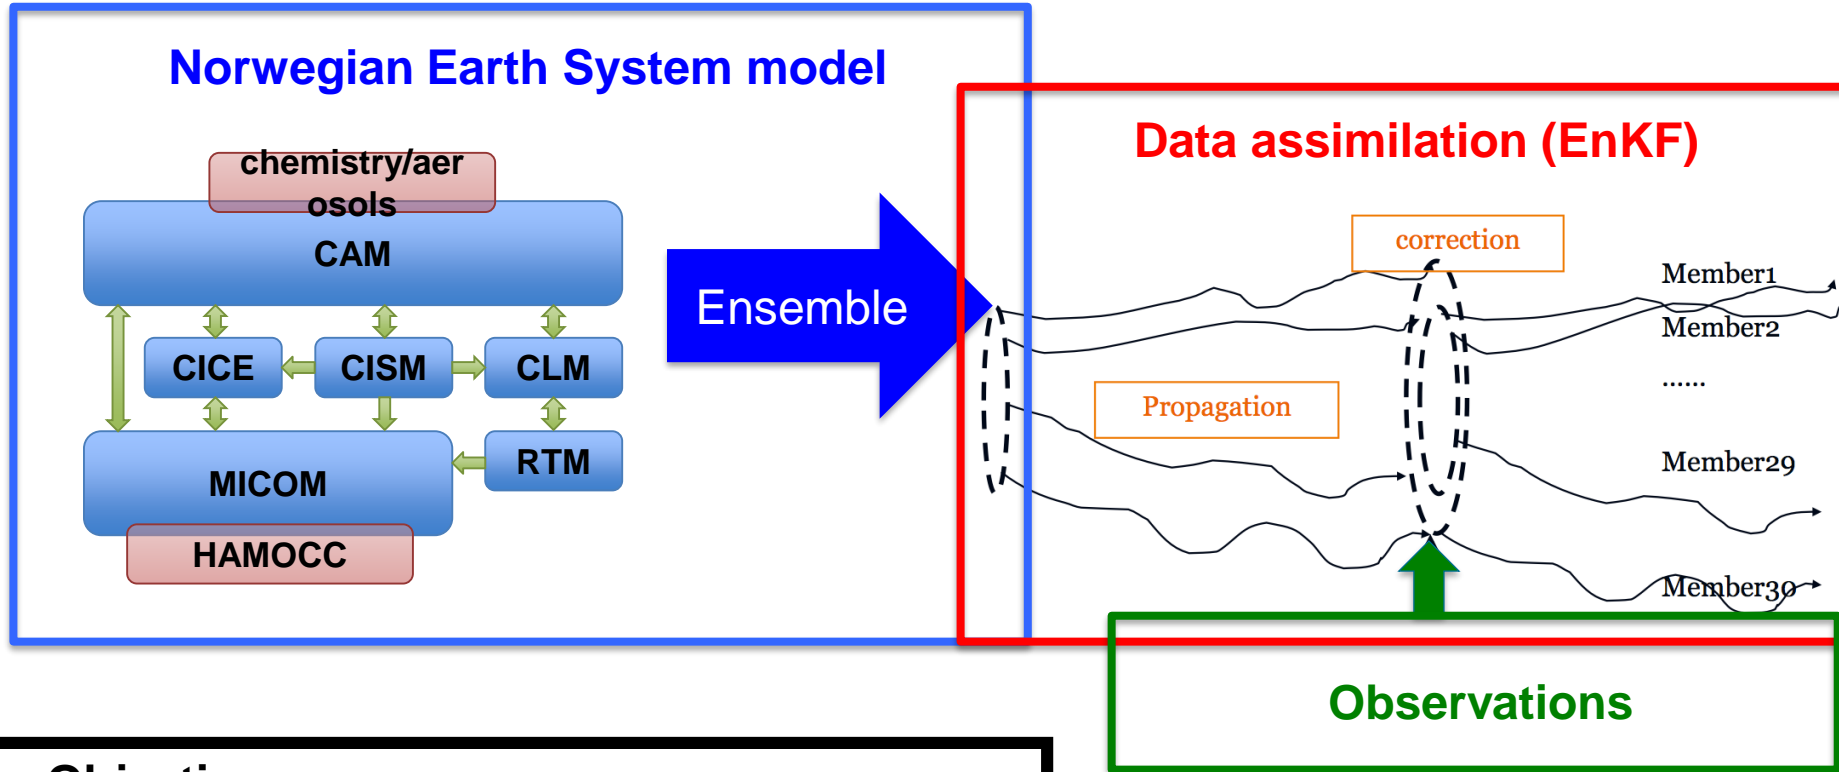 Norwegian Earth System model
chemistry/aer
osols
CAM
CICE
CISM
CLM
MICOM
RTM
HAMOCC
Ensemble
Data assimilation (EnKF)
correction
Propagation
Member1
Member2
......
Member29
Member30
Observations